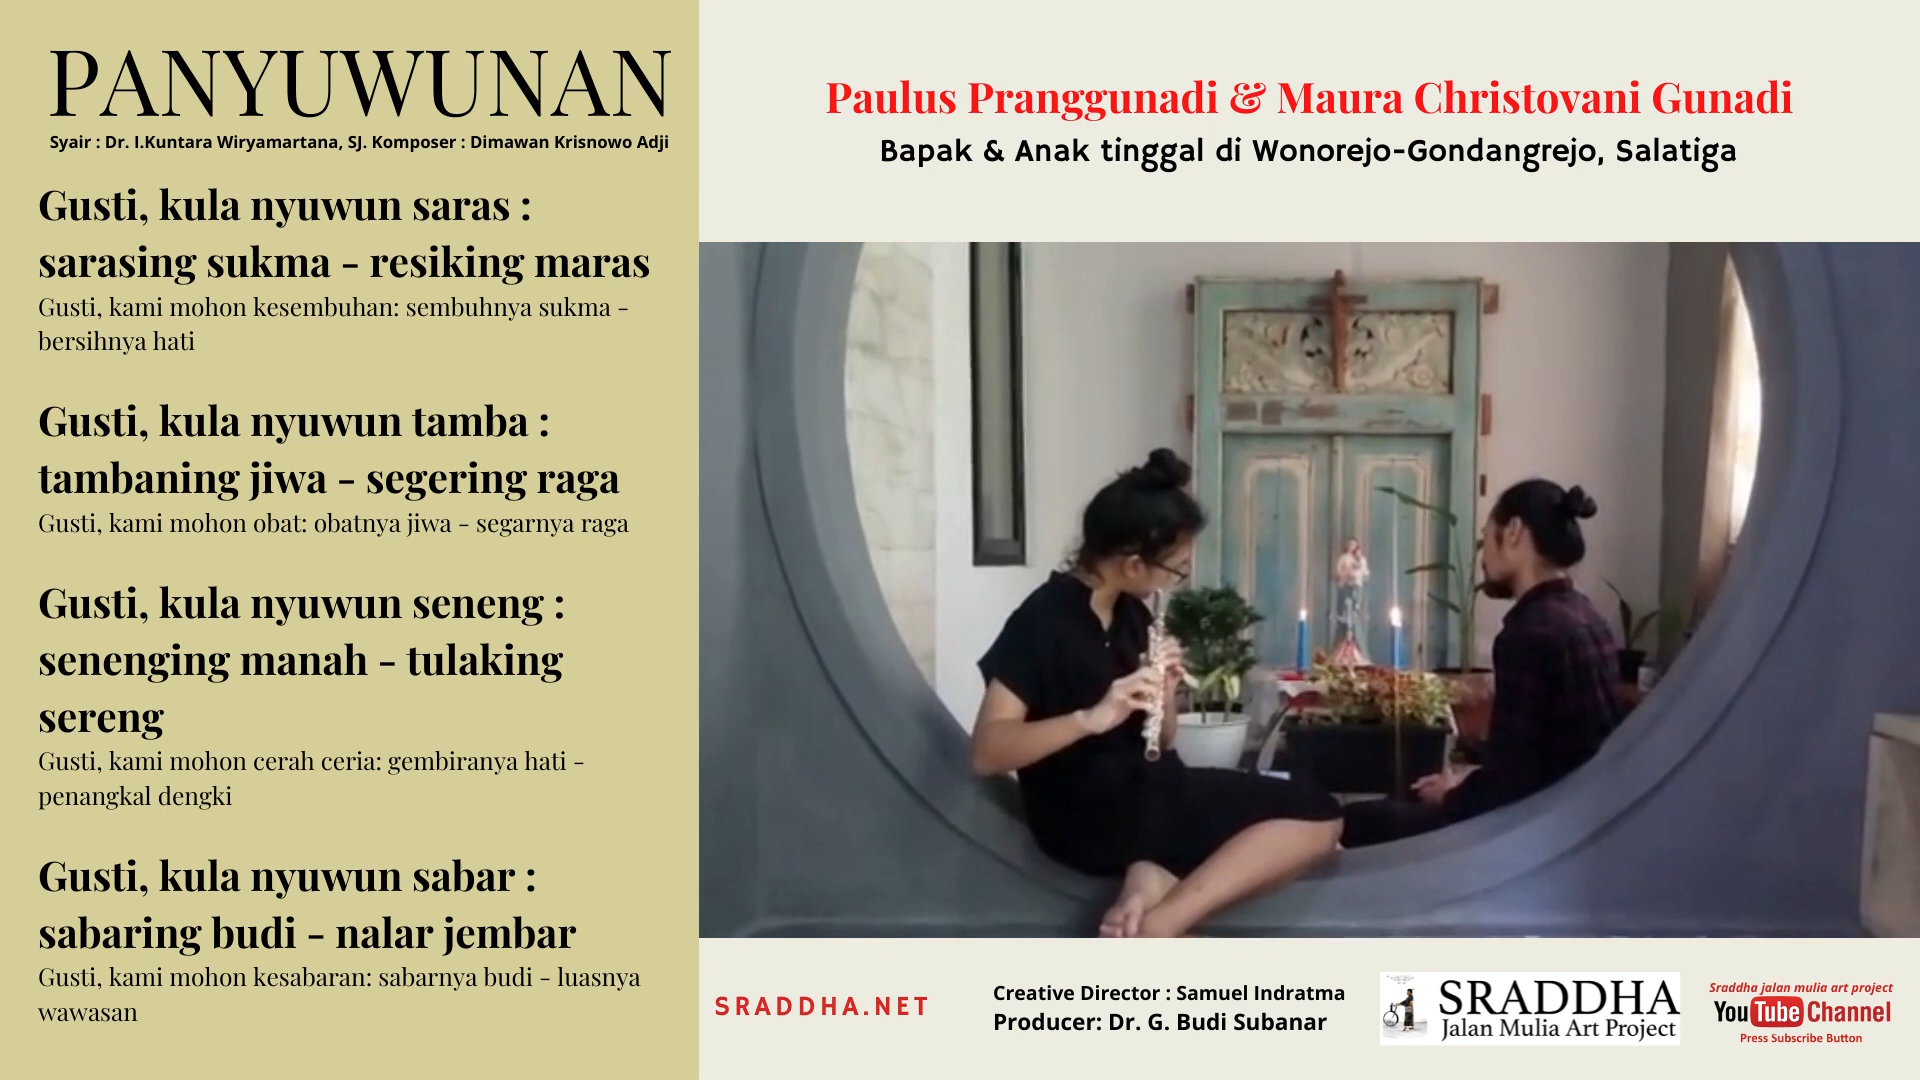 PANYUWUNAN
Syair : Dr. I.Kuntara Wiryamartana, SJ. Komposer : Dimawan Krisnowo Adji
Gusti, kula nyuwun saras :
sarasing sukma - resiking maras
Gusti, kami mohon kesembuhan: sembuhnya sukma -
bersihnya hati
Gusti, kula nyuwun tamba :
tambaning jiwa - segering raga
Gusti, kami mohon obat: obatnya jiwa - segarnya raga
Gusti, kula nyuwun seneng :
senenging manah - tulaking
sereng
Gusti, kami mohon cerah ceria: gembiranya hati -
penangkal dengki
Gusti, kula nyuwun sabar :
sabaring budi - nalar jembar
Gusti, kami mohon kesabaran: sabarnya budi - luasnya
wawasan
Paulus Pranggunadi & Maura Christovani Gunadi
Bapak & Anak tinggal di Wonorejo-Gondangrejo, Salatiga
SRADDHA.NET
Creative Director : Samuel Indratma
Producer: Dr. G. Budi Subanar
SRADDHA
Jalan Mulia Art Project
Sraddha jalan mulia art project
YouTube Channel
Press Subscribe Button